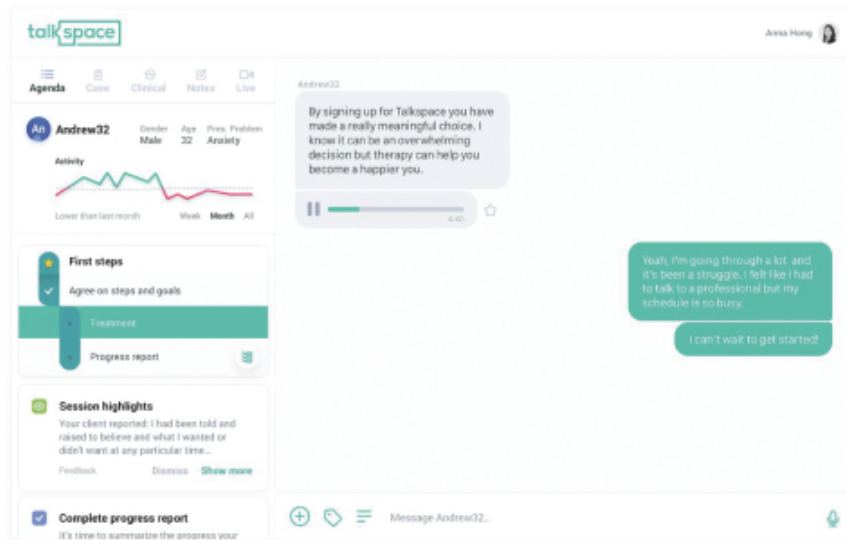 talkspace
Anna Hong
Agenda Case Clinical Notes Live
An Andrew32
Gender Age Pres. Problem
Male 32 Anxiety
Activity
Lower than last month Week Month All
First steps
Agree on steps and goals
Treatment
Progress report
Session highlights
Your client reported: I had been told and
raised to believe and what I wanted or
didn't want at any particular time...
Feedback Dismiss Show more
Complete progress report
It's time to summarize the progress your
Andrew32
By signing up for Talkspace you have
made a really meaningful choice. I
know it can be an overwhelming
decision but therapy can help you
become a happier you.
4:40
Yeah, I'm going through a lot and
it's been a struggle. I felt like I had
to talk to a professional but my
schedule is so busy.
I can't wait to get started!
Message Andrew32...